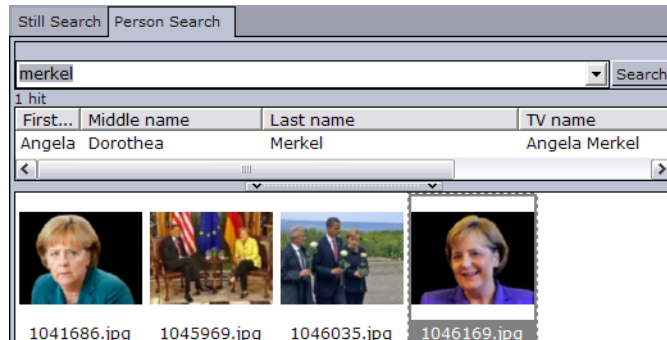 Still Search Person Search
merkel Search
1 hit
First... Middle name Last name TV name
Angela Dorothea Merkel Angela Merkel
1041686.jpg 1045969.jpg 1046035.jpg 1046169.jpg